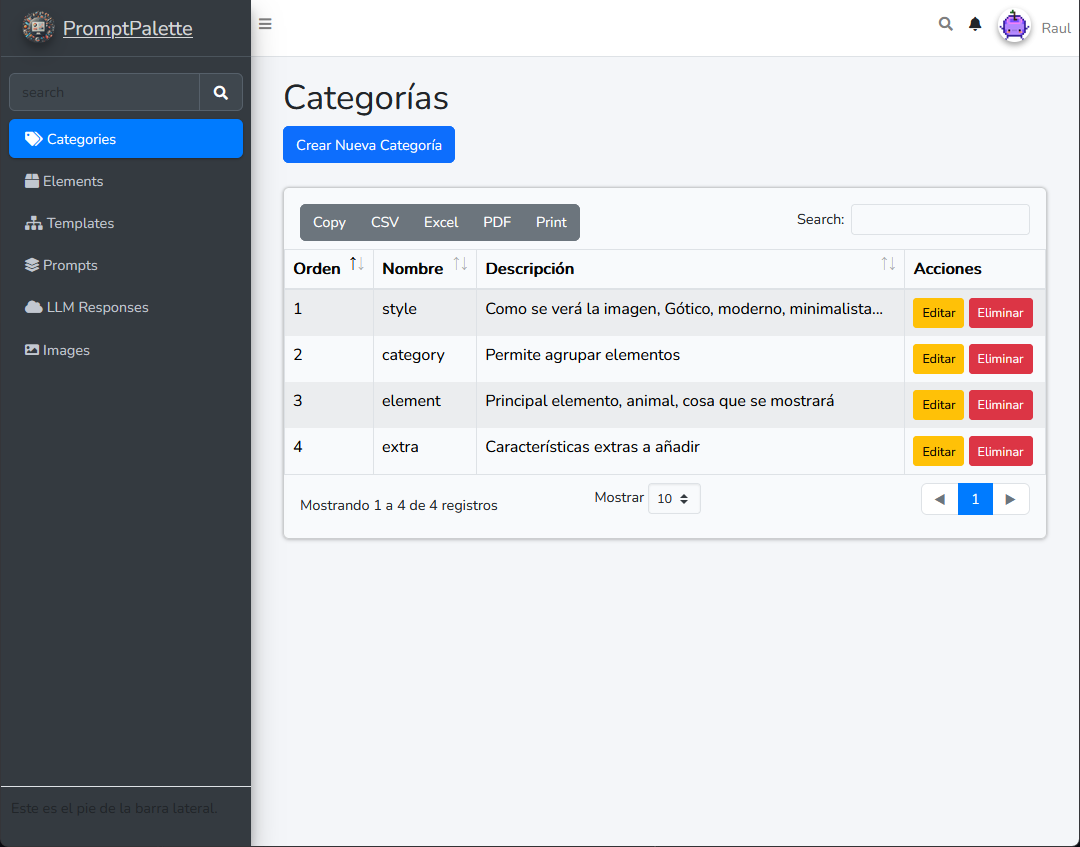 PromptPalette
Raul
search
Categories
Elements
Templates
Prompts
LLM Responses
Images
Este es el pie de la barra lateral.
Categorías
Crear Nueva Categoría
Copy CSV Excel PDF Print
Search:
Orden Nombre Descripción Acciones
1 style Como se verá la imagen, Gótico, moderno, minimalista... Editar Eliminar
2 category Permite agrupar elementos Editar Eliminar
3 element Principal elemento, animal, cosa que se mostrará Editar Eliminar
4 extra Características extras a añadir Editar Eliminar
Mostrando 1 a 4 de 4 registros Mostrar 10 1